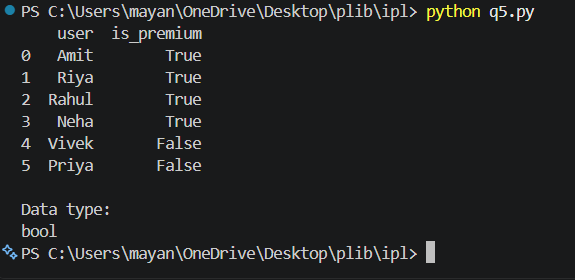 PS C:\Users\mayan\OneDrive\Desktop\plib\ipl> python q5.py
    user  is_premium
0   Amit        True
1   Riya        True
2  Rahul        True
3   Neha        True
4  Vivek       False
5  Priya       False

Data type:
bool
PS C:\Users\mayan\OneDrive\Desktop\plib\ipl>